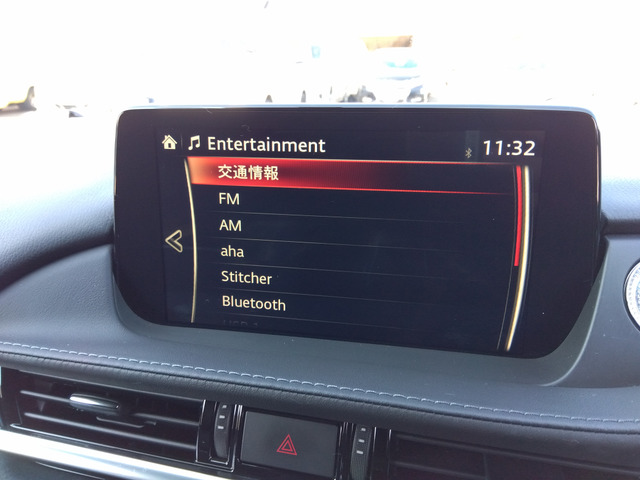 Entertainment 11:32
交通情報
FM
AM
aha
Stitcher
Bluetooth